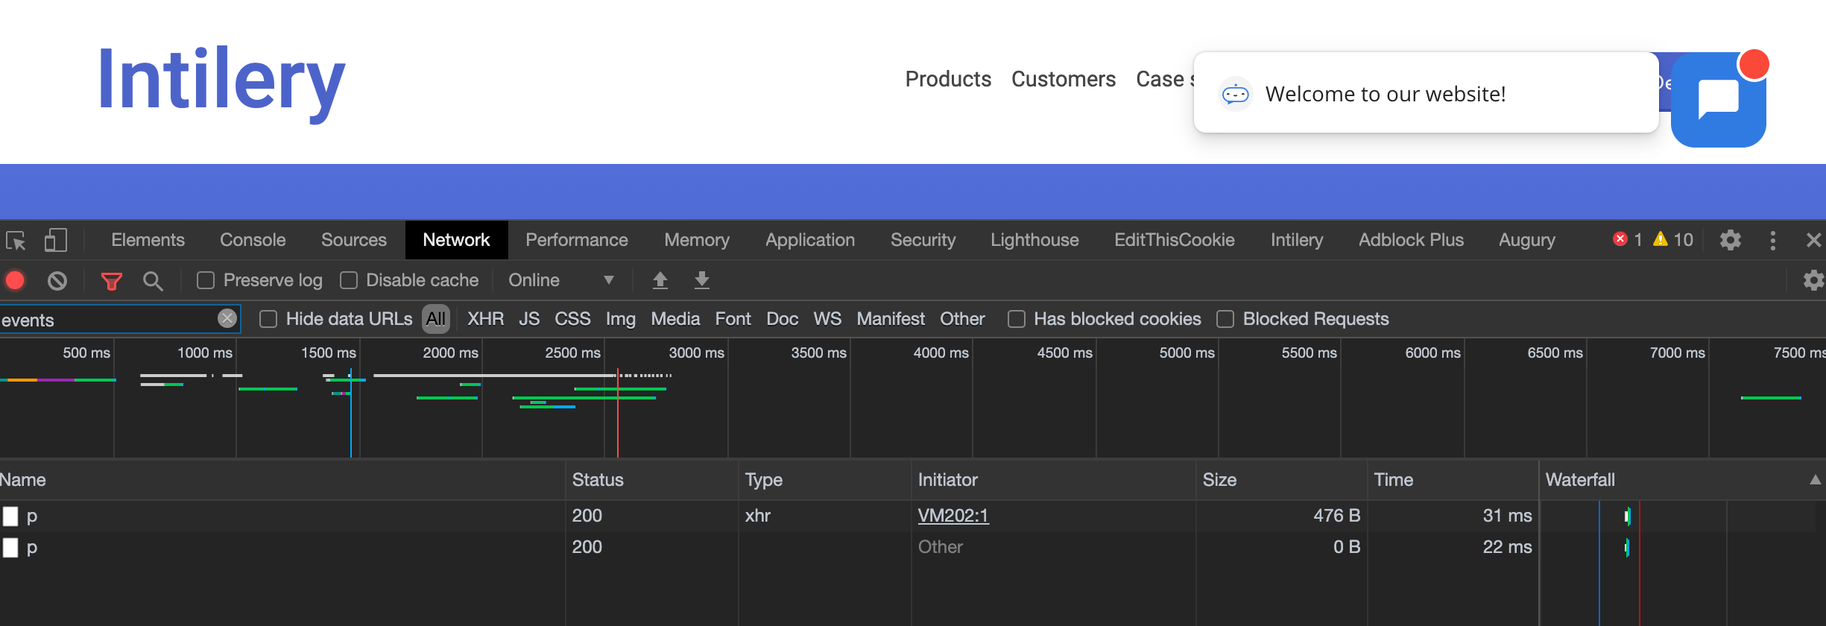 Intilery
Products Customers Case s
Welcome to our website!
De
Elements Console Sources Network Performance Memory Application Security Lighthouse EditThisCookie Intilery Adblock Plus Augury 1 10
Preserve log Disable cache Online
events Hide data URLs All XHR JS CSS Img Media Font Doc WS Manifest Other Has blocked cookies Blocked Requests
500 ms 1000 ms 1500 ms 2000 ms 2500 ms 3000 ms 3500 ms 4000 ms 4500 ms 5000 ms 5500 ms 6000 ms 6500 ms 7000 ms 7500 ms
Name Status Type Initiator Size Time Waterfall
p 200 xhr VM202:1 476 B 31 ms
p 200 Other 0 B 22 ms